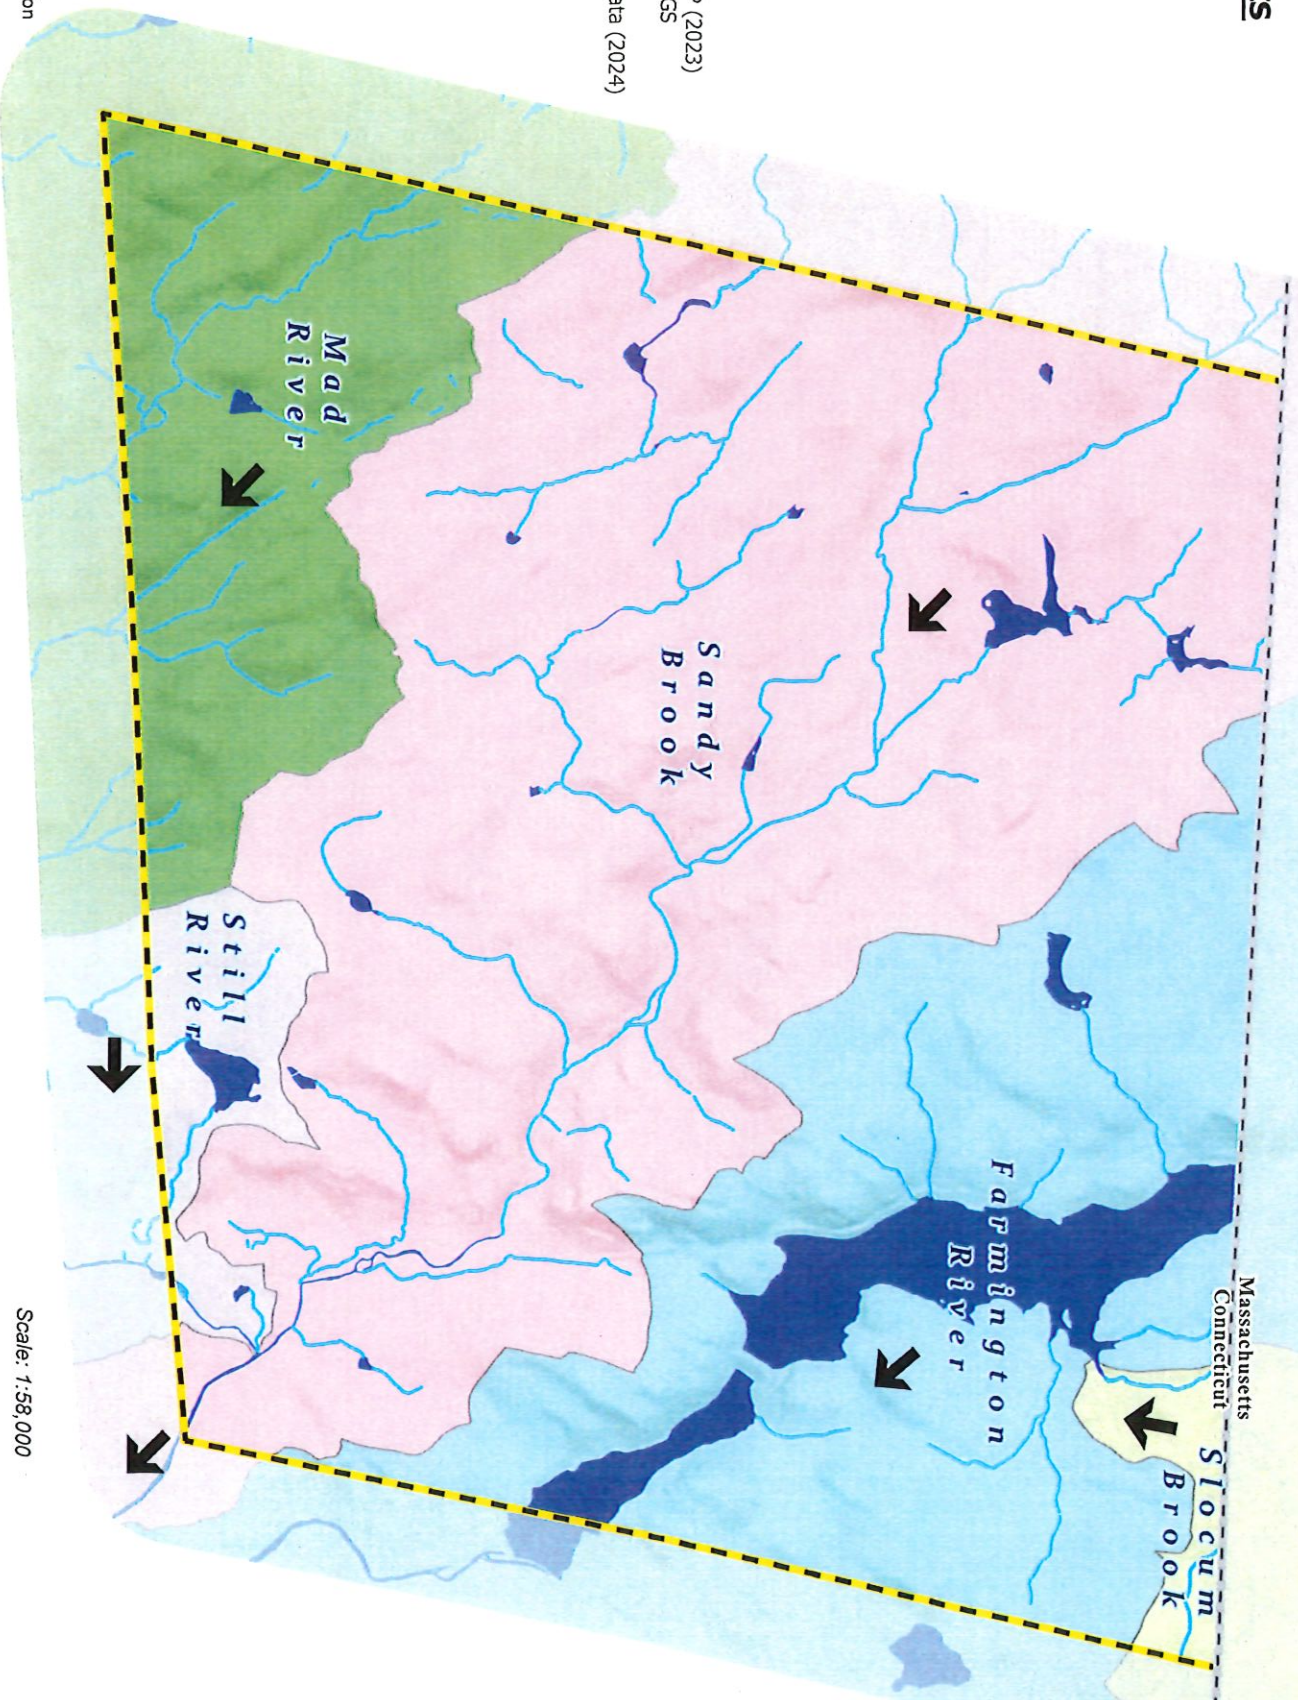 ts
Massachusetts
Connecticut
Slocum
Brook
Farmington
River
P (2023)
GS
ata (2024)
Sandy
Brook
Mad
River
Still
River
on
Scale: 1:58,000